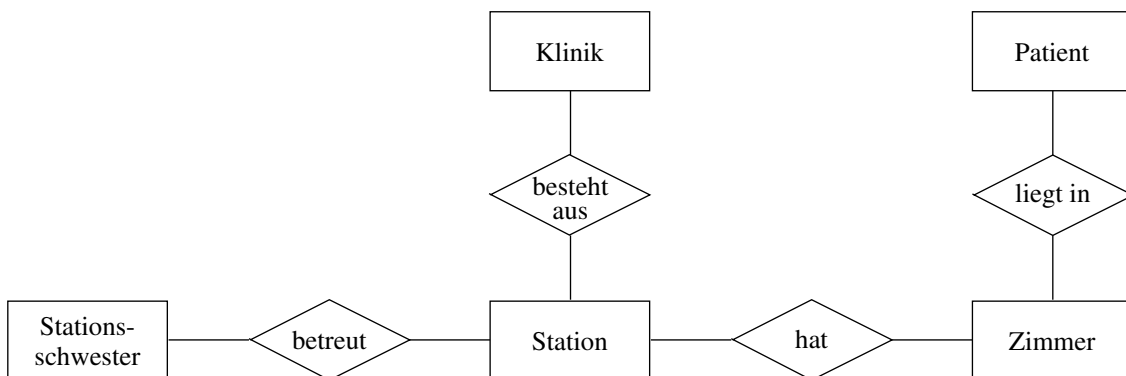 Klinik
Patient
besteht
aus
liegt in
Stations-
schwester
betreut
Station
hat
Zimmer